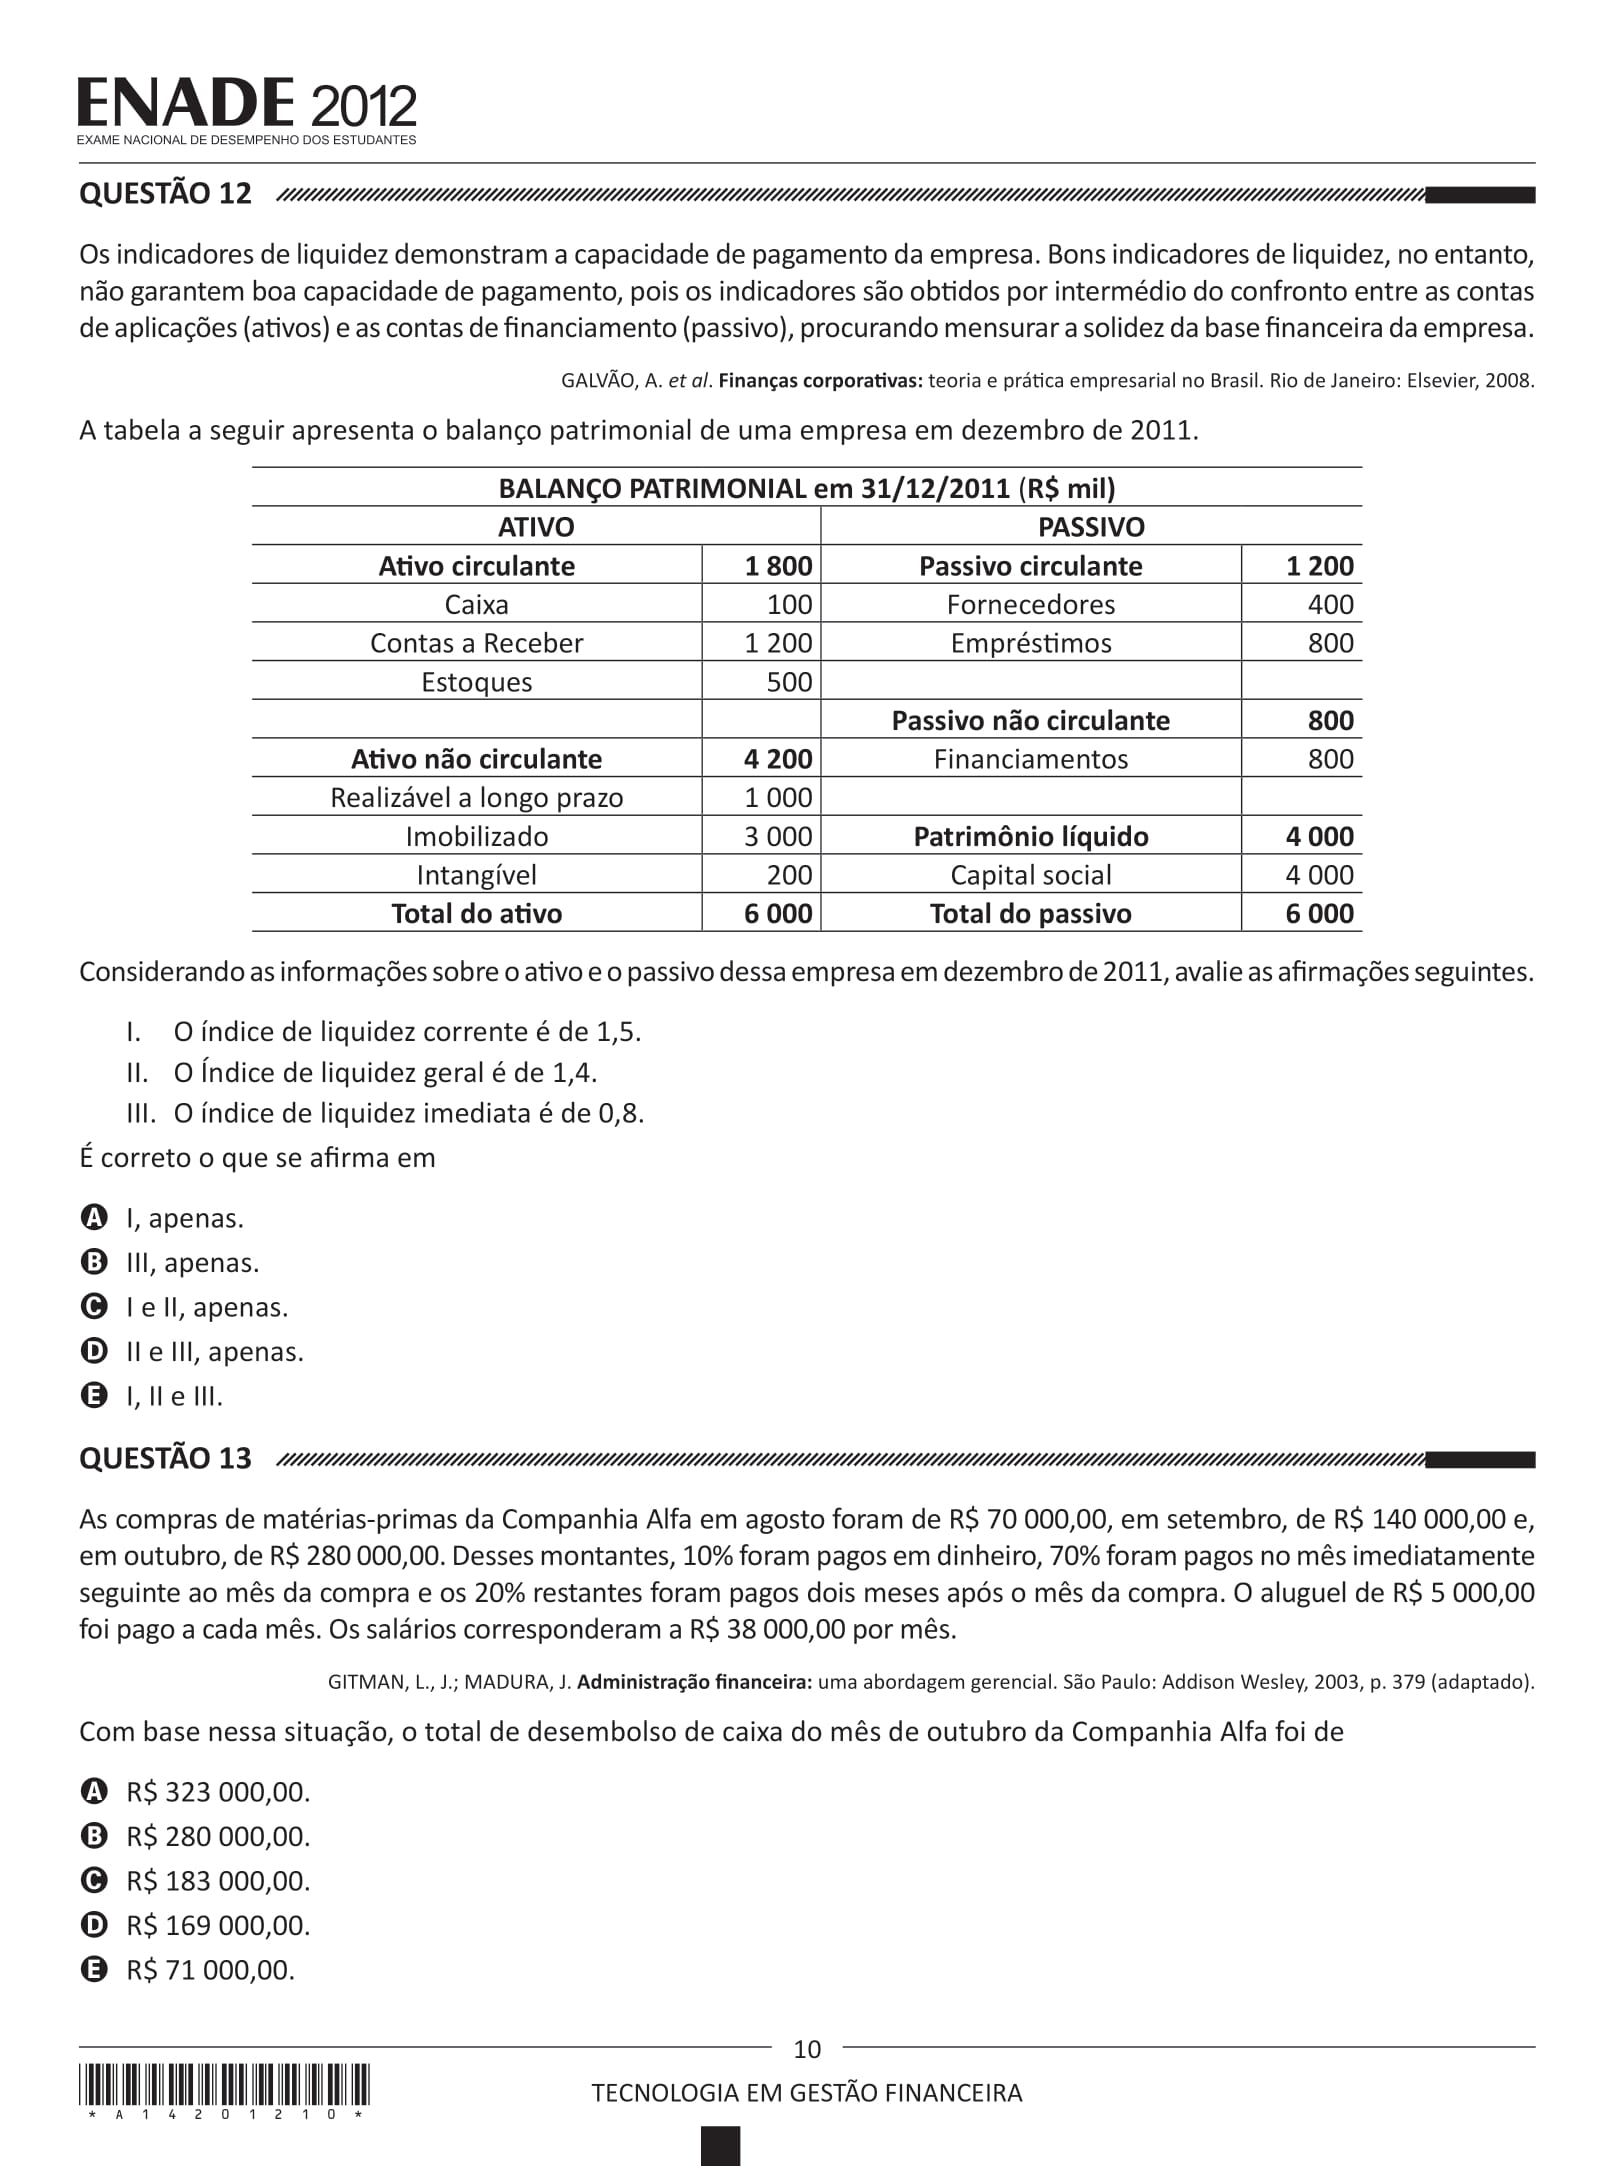 ENADE 2012
EXAME NACIONAL DE DESEMPENHO DOS ESTUDANTES
QUESTÃO 12
Os indicadores de liquidez demonstram a capacidade de pagamento da empresa. Bons indicadores de liquidez, no entanto,
não garantem boa capacidade de pagamento, pois os indicadores são obtidos por intermédio do confronto entre as contas
de aplicações (ativos) e as contas de financiamento (passivo), procurando mensurar a solidez da base financeira da empresa.
GALVÃO, A. et al. Finanças corporativas: teoria e prática empresarial no Brasil. Rio de Janeiro: Elsevier, 2008.
A tabela a seguir apresenta o balanço patrimonial de uma empresa em dezembro de 2011.
BALANÇO PATRIMONIAL em 31/12/2011 (R$ mil)
ATIVO PASSIVO
Ativo circulante 1 800 Passivo circulante 1 200
Caixa 100 Fornecedores 400
Contas a Receber 1 200 Empréstimos 800
Estoques 500
Passivo não circulante 800
Ativo não circulante 4 200 Financiamentos 800
Realizável a longo prazo 1 000
Imobilizado 3 000 Patrimônio líquido 4 000
Intangível 200 Capital social 4 000
Total do ativo 6 000 Total do passivo 6 000
Considerando as informações sobre o ativo e o passivo dessa empresa em dezembro de 2011, avalie as afirmações seguintes.
I. O índice de liquidez corrente é de 1,5.
II. O Índice de liquidez geral é de 1,4.
III. O índice de liquidez imediata é de 0,8.
É correto o que se afirma em
A I, apenas.
B III, apenas.
C I e II, apenas.
D II e III, apenas.
E I, II e III.
QUESTÃO 13
As compras de matérias-primas da Companhia Alfa em agosto foram de R$ 70 000,00, em setembro, de R$ 140 000,00 e,
em outubro, de R$ 280 000,00. Desses montantes, 10% foram pagos em dinheiro, 70% foram pagos no mês imediatamente
seguinte ao mês da compra e os 20% restantes foram pagos dois meses após o mês da compra. O aluguel de R$ 5 000,00
foi pago a cada mês. Os salários corresponderam a R$ 38 000,00 por mês.
GITMAN, L., J.; MADURA, J. Administração financeira: uma abordagem gerencial. São Paulo: Addison Wesley, 2003, p. 379 (adaptado).
Com base nessa situação, o total de desembolso de caixa do mês de outubro da Companhia Alfa foi de
A R$ 323 000,00.
B R$ 280 000,00.
C R$ 183 000,00.
D R$ 169 000,00.
E R$ 71 000,00.
10
TECNOLOGIA EM GESTÃO FINANCEIRA
* A 1 4 2 0 1 2 1 0 *